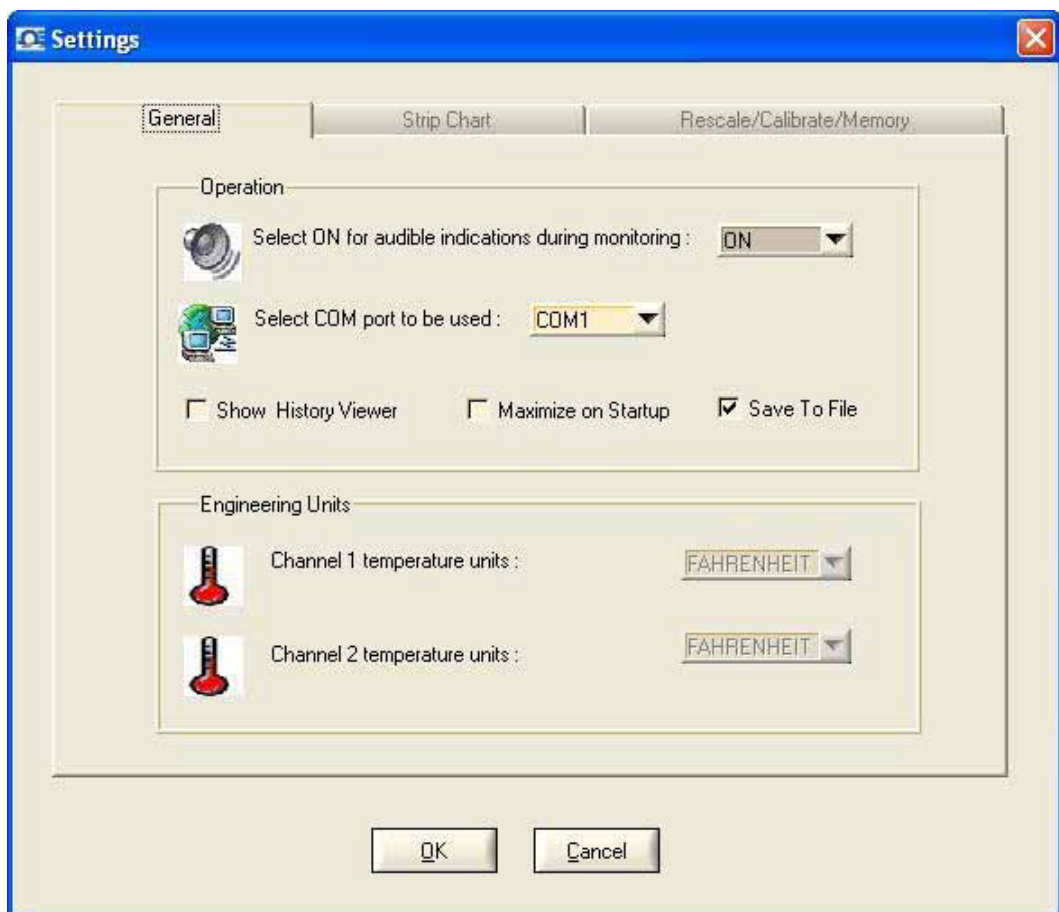 Settings
General Strip Chart Rescale/Calibrate/Memory
Operation
Select ON for audible indications during monitoring : ON
Select COM port to be used : COM1
Show History Viewer Maximize on Startup Save To File
Engineering Units
Channel 1 temperature units : FAHRENHEIT
Channel 2 temperature units : FAHRENHEIT
OK Cancel